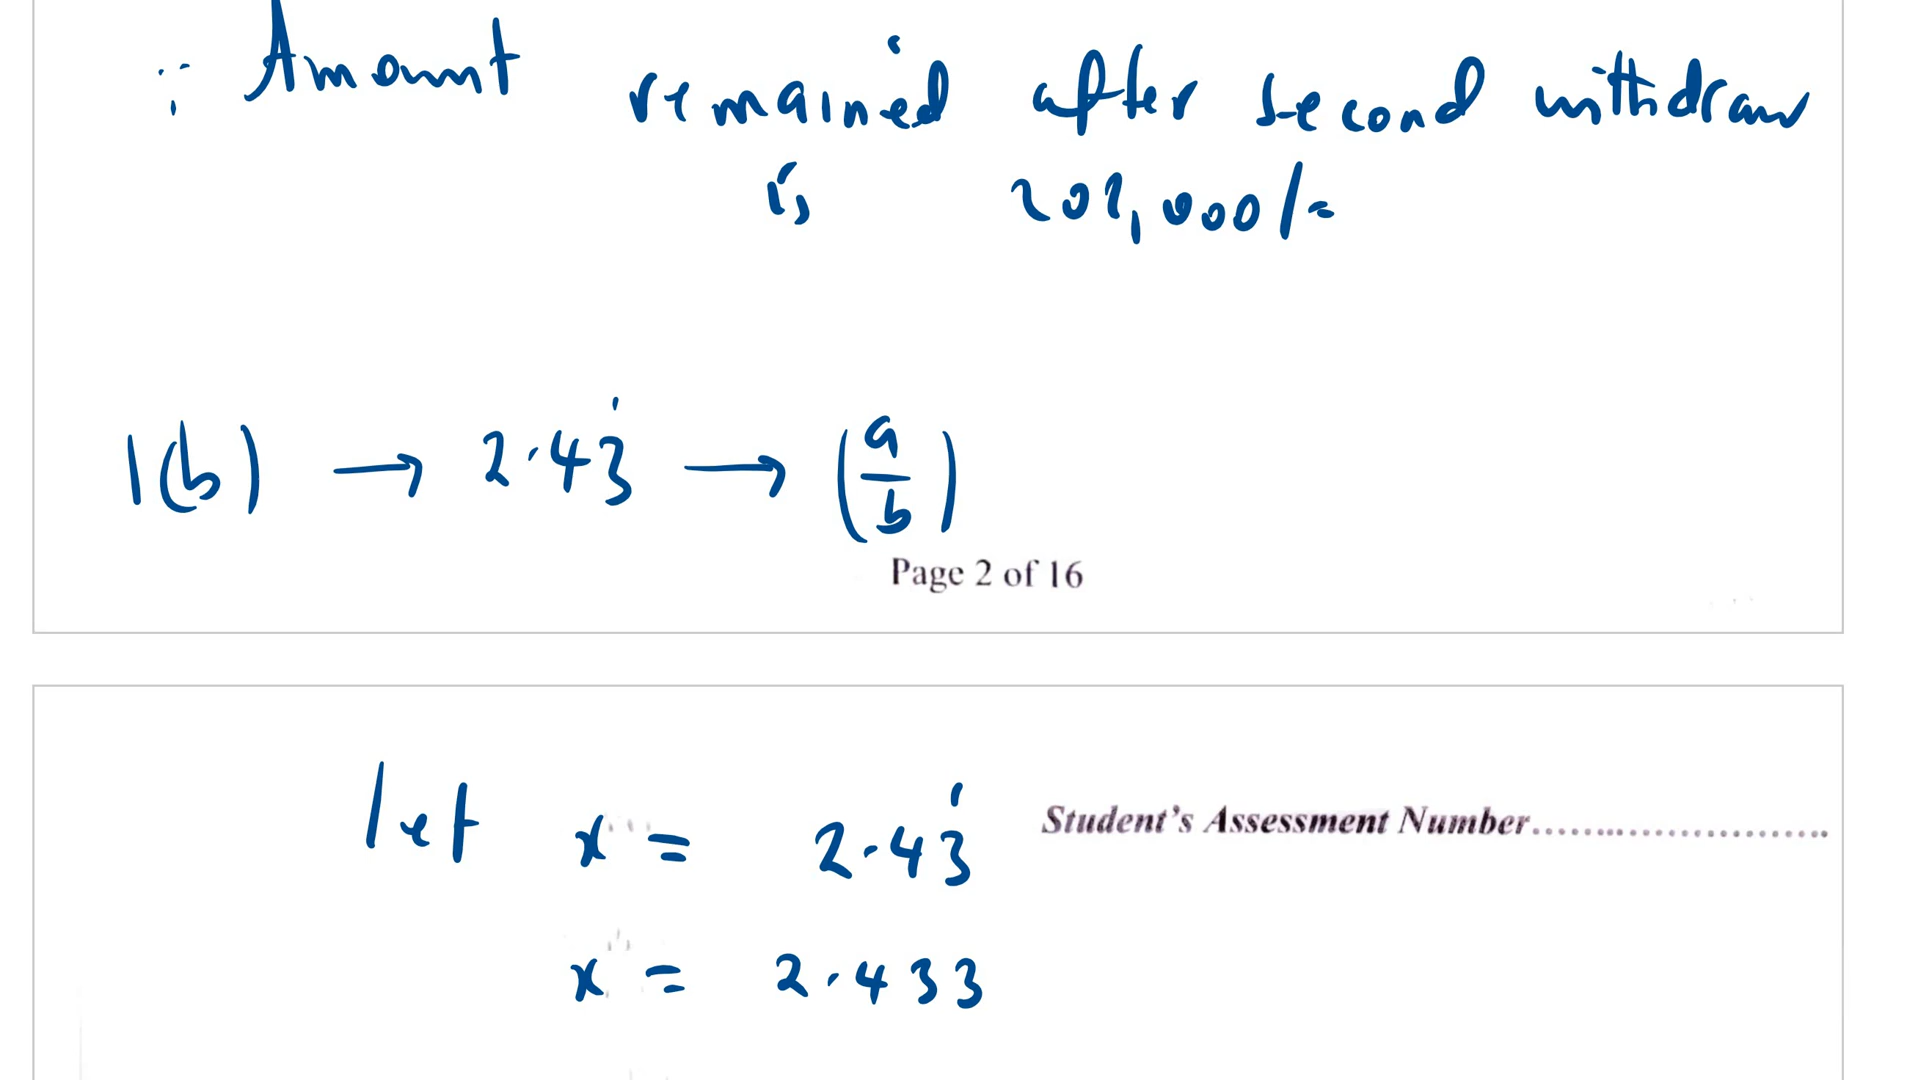 ∴ Amount remained after second withdraw
is 202,000/=
1(b) → 2.43̇ → (a/b)
Page 2 of 16
let x = 2.43̇
Student's Assessment Number..............................
x = 2.433